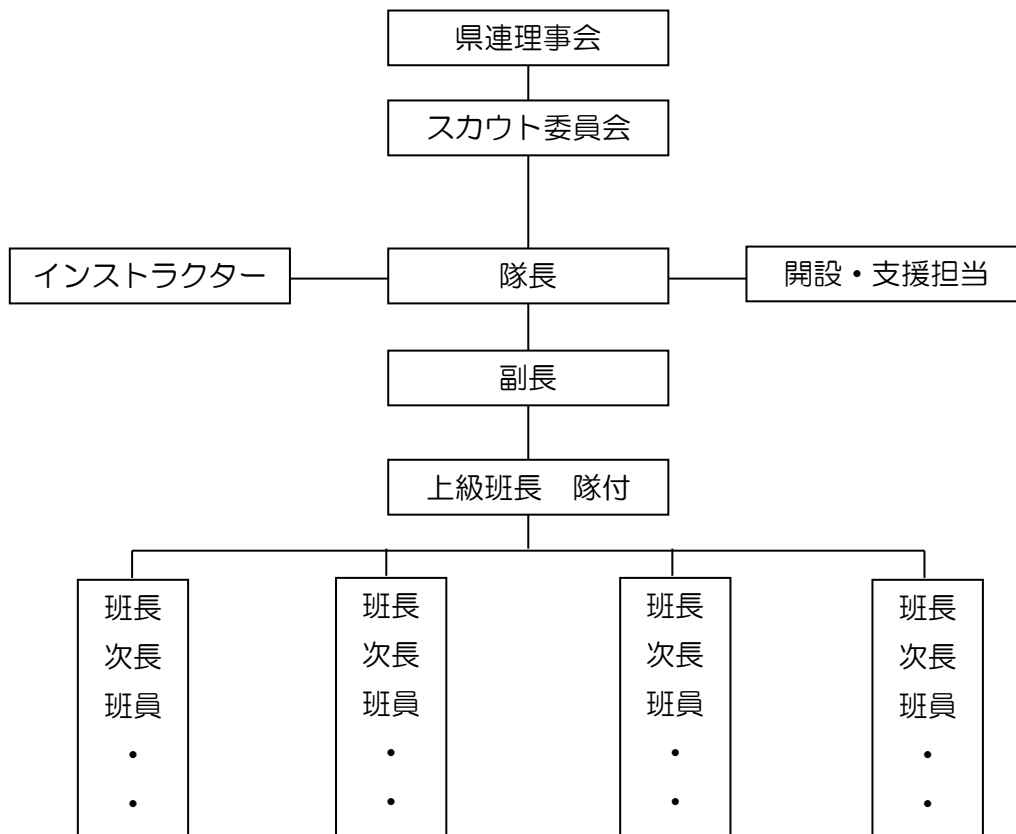 県連理事会
スカウト委員会
インストラクター
隊長
開設・支援担当
副長
上級班長　隊付
班長
次長
班員
・
・
班長
次長
班員
・
・
班長
次長
班員
・
・
班長
次長
班員
・
・